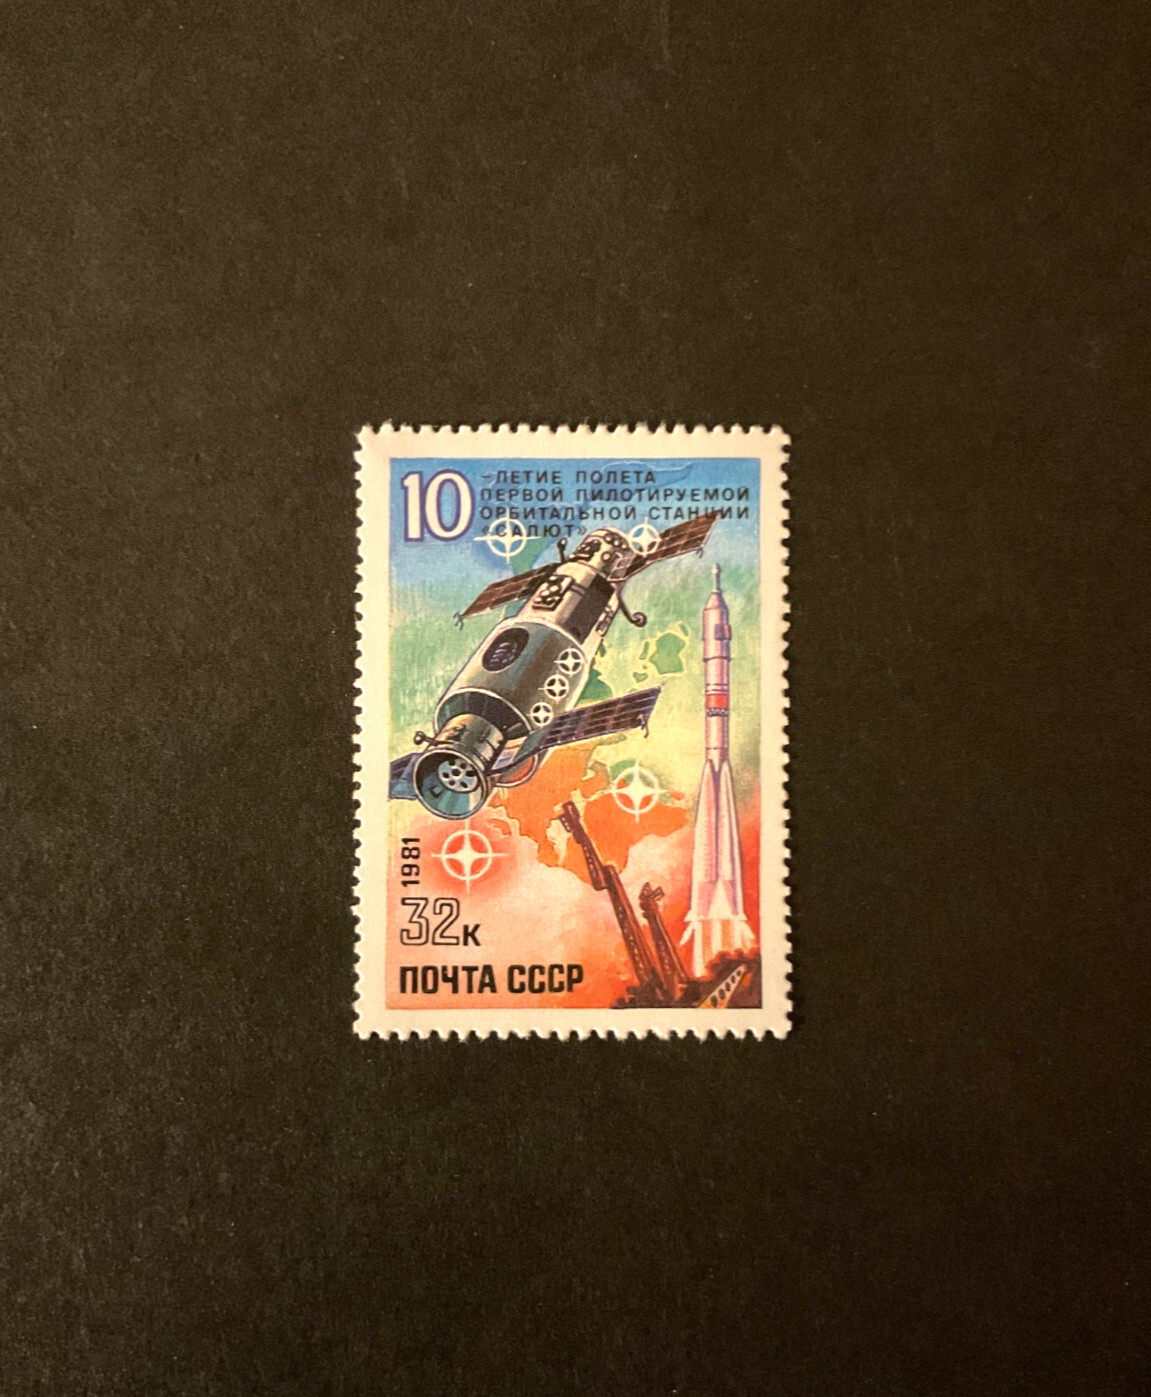 10 -ЛЕТИЕ ПОЛЕТА
ПЕРВОЙ ПИЛОТИРУЕМОЙ
ОРБИТАЛЬНОЙ СТАНЦИИ
«САЛЮТ»
1981
32к
ПОЧТА СССР